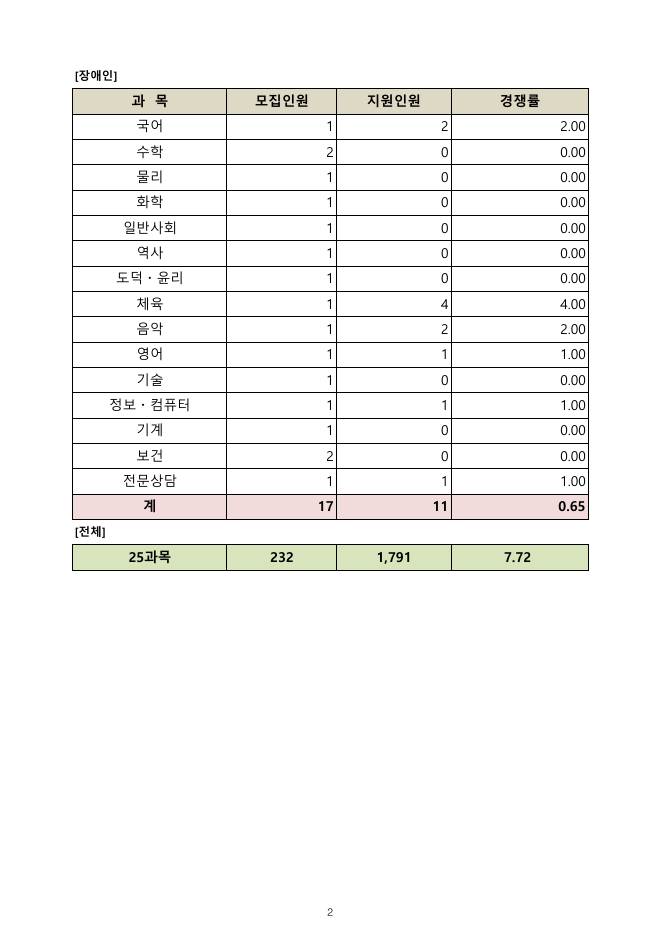 [장애인]
과 목 모집인원 지원인원 경쟁률
국어 1 2 2.00
수학 2 0 0.00
물리 1 0 0.00
화학 1 0 0.00
일반사회 1 0 0.00
역사 1 0 0.00
도덕·윤리 1 0 0.00
체육 1 4 4.00
음악 1 2 2.00
영어 1 1 1.00
기술 1 0 0.00
정보·컴퓨터 1 1 1.00
기계 1 0 0.00
보건 2 0 0.00
전문상담 1 1 1.00
계 17 11 0.65
[전체]
25과목 232 1,791 7.72
2